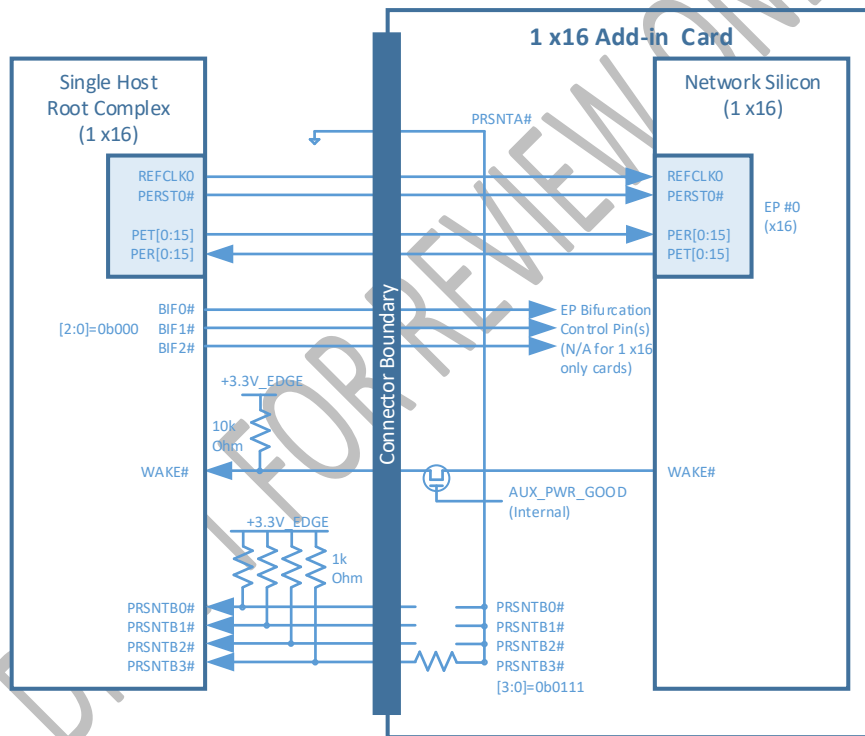 1 x16 Add-in Card
Single Host
Root Complex
(1 x16)
Network Silicon
(1 x16)
PRSNTA#
REFCLK0
PERST0#
PET[0:15]
PER[0:15]
REFCLK0
PERST0#
PER[0:15]
PET[0:15]
EP #0
(x16)
BIF0#
BIF1#
BIF2#
[2:0]=0b000
EP Bifurcation
Control Pin(s)
(N/A for 1 x16
only cards)
Connector Boundary
+3.3V_EDGE
10k
Ohm
WAKE#
WAKE#
AUX_PWR_GOOD
(Internal)
+3.3V_EDGE
1k
Ohm
PRSNTB0#
PRSNTB1#
PRSNTB2#
PRSNTB3#
PRSNTB0#
PRSNTB1#
PRSNTB2#
PRSNTB3#
[3:0]=0b0111
FOR REVIEW